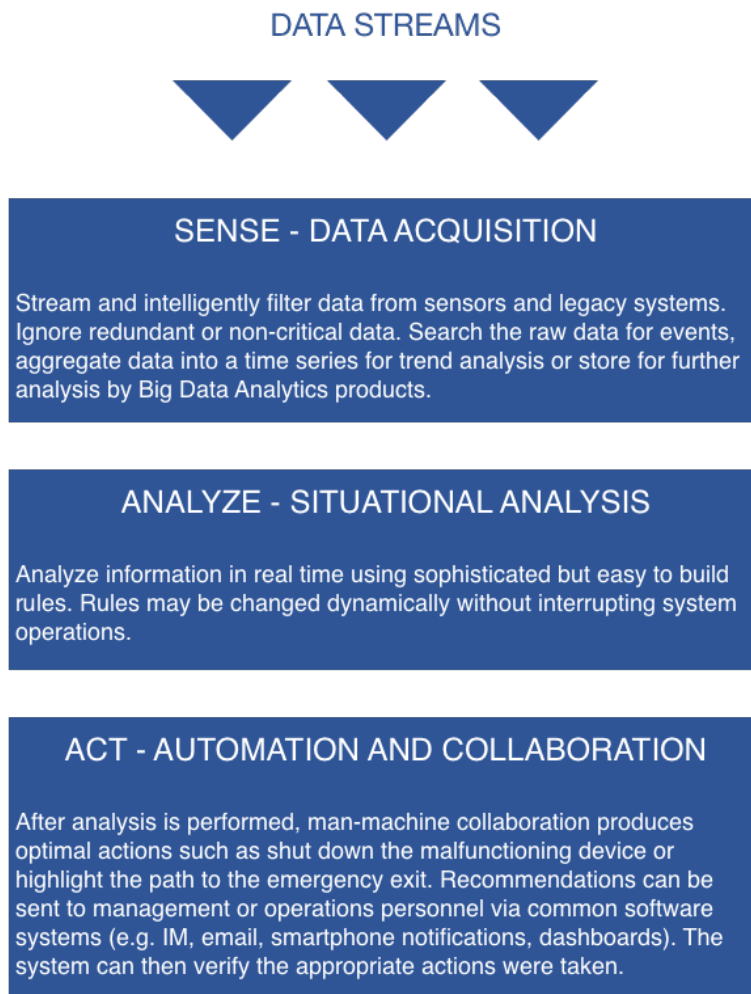 DATA STREAMS
SENSE - DATA ACQUISITION
Stream and intelligently filter data from sensors and legacy systems.
Ignore redundant or non-critical data. Search the raw data for events,
aggregate data into a time series for trend analysis or store for further
analysis by Big Data Analytics products.
ANALYZE - SITUATIONAL ANALYSIS
Analyze information in real time using sophisticated but easy to build
rules. Rules may be changed dynamically without interrupting system
operations.
ACT - AUTOMATION AND COLLABORATION
After analysis is performed, man-machine collaboration produces
optimal actions such as shut down the malfunctioning device or
highlight the path to the emergency exit. Recommendations can be
sent to management or operations personnel via common software
systems (e.g. IM, email, smartphone notifications, dashboards). The
system can then verify the appropriate actions were taken.